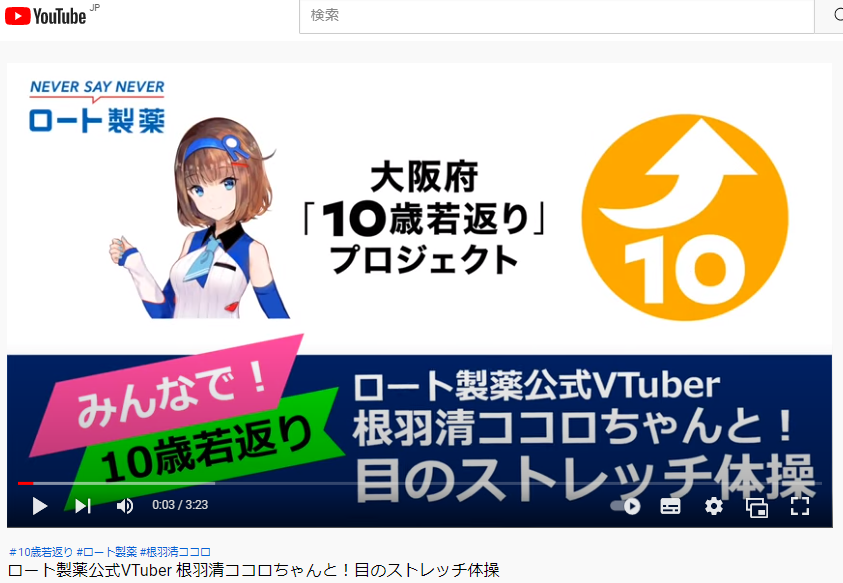 YouTube JP
検索
NEVER SAY NEVER
ロート製薬
大阪府
「10歳若返り」
プロジェクト
10
みんなで！
10歳若返り
ロート製薬公式VTuber
根羽清ココロちゃんと！
目のストレッチ体操
0:03 / 3:23
#10歳若返り #ロート製薬 #根羽清ココロ
ロート製薬公式VTuber 根羽清ココロちゃんと！目のストレッチ体操